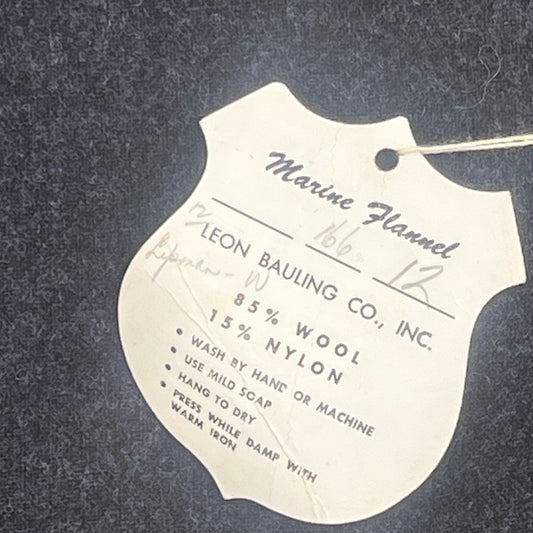 Marine Flannel
166 12
LEON BAULING CO., INC.
Lipman - W
85% WOOL
15% NYLON
• WASH BY HAND OR MACHINE
• USE MILD SOAP
• HANG TO DRY
• PRESS WHILE DAMP WITH
WARM IRON